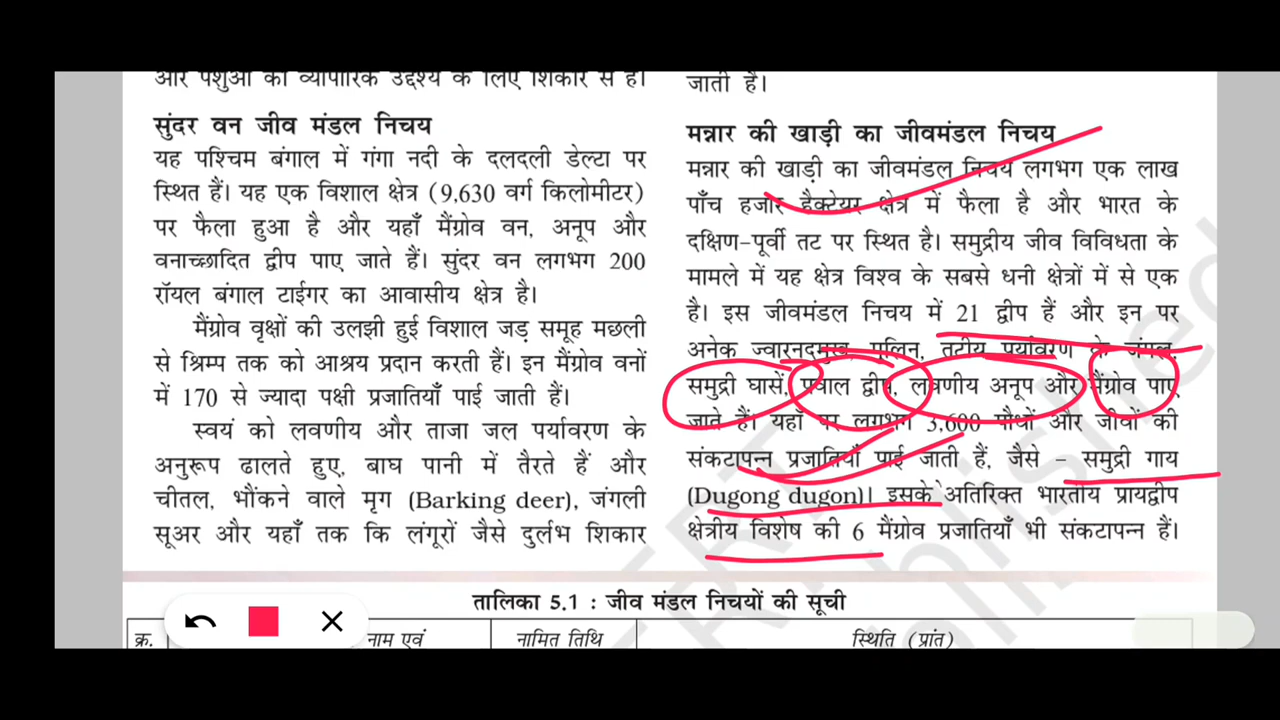 और पशुओं का व्यापारिक उद्देश्य के लिए शिकार से है।
सुंदर वन जीव मंडल निचय
यह पश्चिम बंगाल में गंगा नदी के दलदली डेल्टा पर
स्थित हैं। यह एक विशाल क्षेत्र (9,630 वर्ग किलोमीटर)
पर फैला हुआ है और यहाँ मैंग्रोव वन, अनूप और
वनाच्छादित द्वीप पाए जाते हैं। सुंदर वन लगभग 200
रॉयल बंगाल टाईगर का आवासीय क्षेत्र है।
मैंग्रोव वृक्षों की उलझी हुई विशाल जड़ समूह मछली
से श्रिम्प तक को आश्रय प्रदान करती हैं। इन मैंग्रोव वनों
में 170 से ज्यादा पक्षी प्रजातियाँ पाई जाती हैं।
स्वयं को लवणीय और ताजा जल पर्यावरण के
अनुरूप ढालते हुए, बाघ पानी में तैरते हैं और
चीतल, भौंकने वाले मृग (Barking deer), जंगली
सूअर और यहाँ तक कि लंगूरों जैसे दुर्लभ शिकार
जाती है।
मन्नार की खाड़ी का जीवमंडल निचय
मन्नार की खाड़ी का जीवमंडल निचय लगभग एक लाख
पाँच हजार हैक्टेयर क्षेत्र में फैला है और भारत के
दक्षिण-पूर्वी तट पर स्थित है। समुद्रीय जीव विविधता के
मामले में यह क्षेत्र विश्व के सबसे धनी क्षेत्रों में से एक
है। इस जीवमंडल निचय में 21 द्वीप हैं और इन पर
अनेक ज्वारनदमुख, पुलिन, तटीय पर्यावरण के जंगल,
समुद्री घासें, प्रवाल द्वीप, लवणीय अनूप और मैंग्रोव पाए
जाते हैं। यहाँ पर लगभग 3,600 पौधों और जीवों की
संकटापन्न प्रजातियाँ पाई जाती हैं, जैसे - समुद्री गाय
(Dugong dugon)। इसके अतिरिक्त भारतीय प्रायद्वीप
क्षेत्रीय विशेष की 6 मैंग्रोव प्रजातियाँ भी संकटापन्न हैं।
तालिका 5.1 : जीव मंडल निचयों की सूची
क्र. नाम एवं नामित तिथि स्थिति (प्रांत)